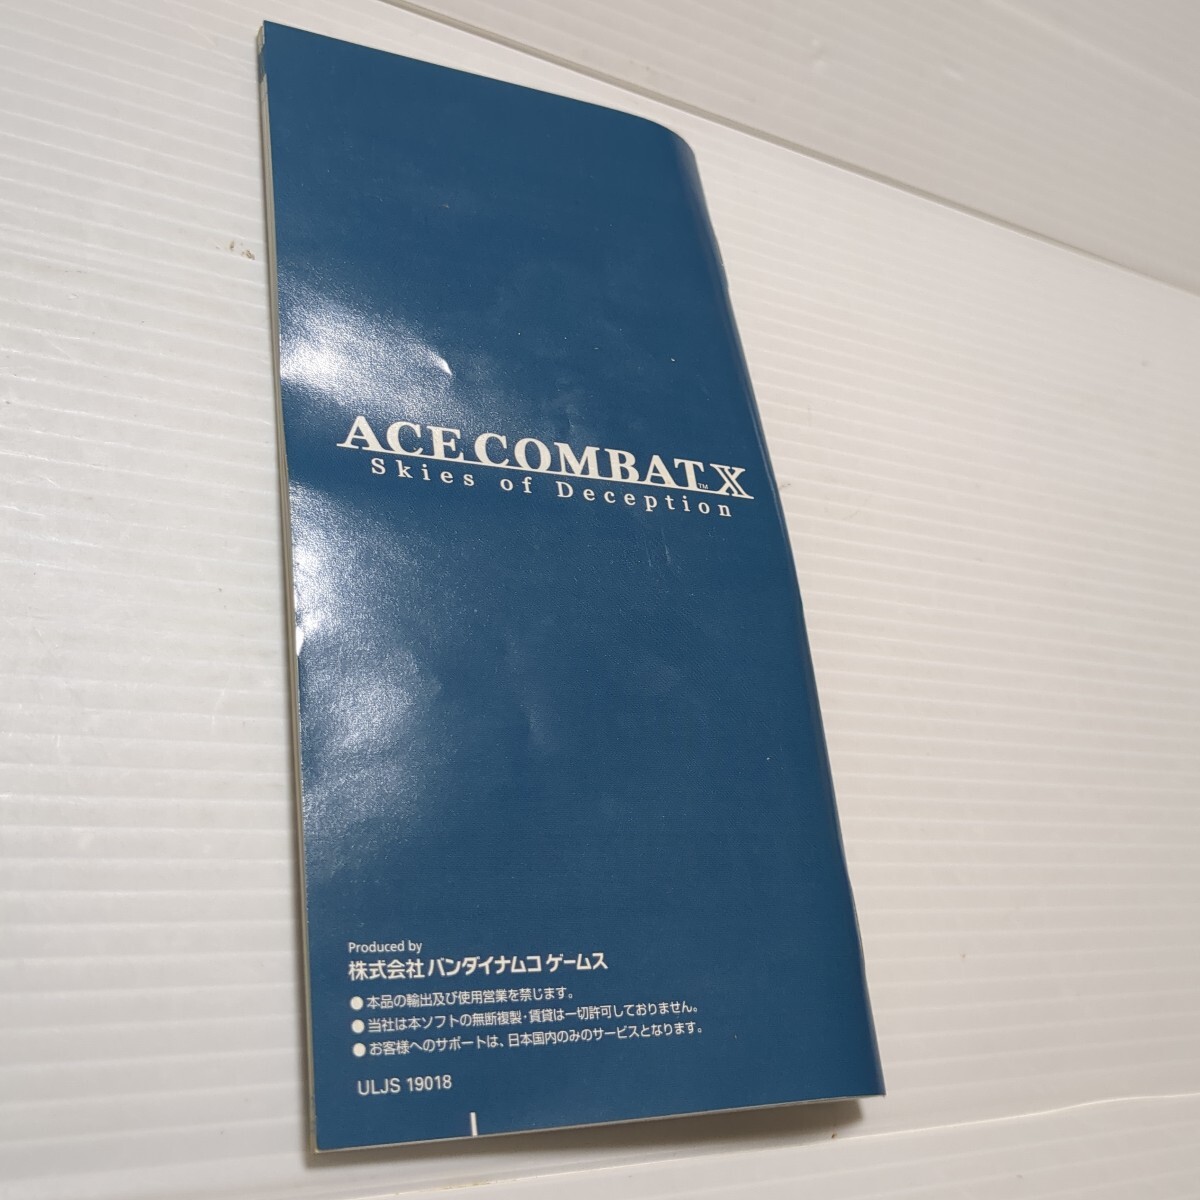 ACE COMBAT X™
Skies of Deception
Produced by
株式会社 バンダイナムコ ゲームス
● 本品の輸出及び使用営業を禁じます。
● 当社は本ソフトの無断複製・賃貸は一切許可しておりません。
● お客様へのサポートは、日本国内のみのサービスとなります。
ULJS 19018